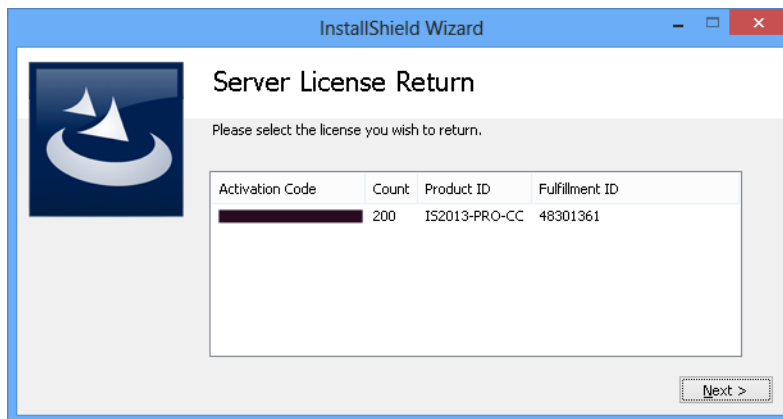 InstallShield Wizard
Server License Return
Please select the license you wish to return.
Activation Code Count Product ID Fulfillment ID
200 IS2013-PRO-CC 48301361
Next >